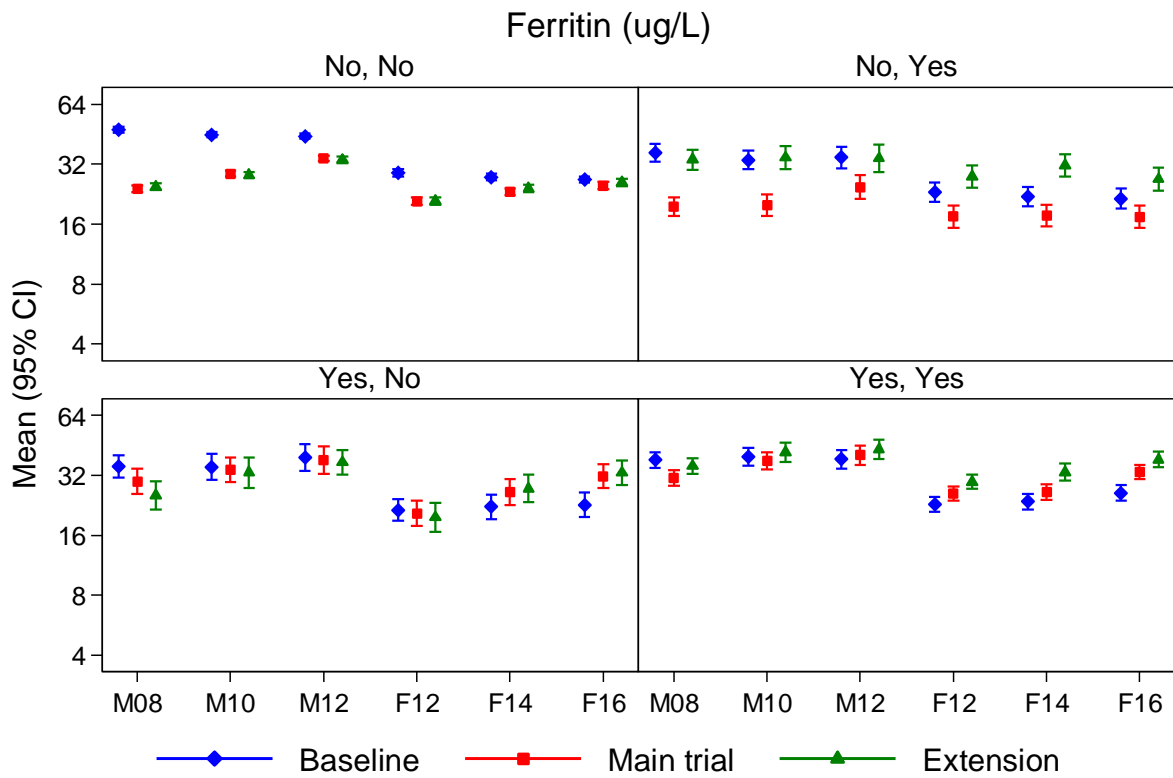 Ferritin (ug/L)
No, No
No, Yes
64
32
16
8
4
Yes, No
Yes, Yes
64
32
16
8
4
Mean (95% CI)
M08 M10 M12 F12 F14 F16 M08 M10 M12 F12 F14 F16
Baseline Main trial Extension